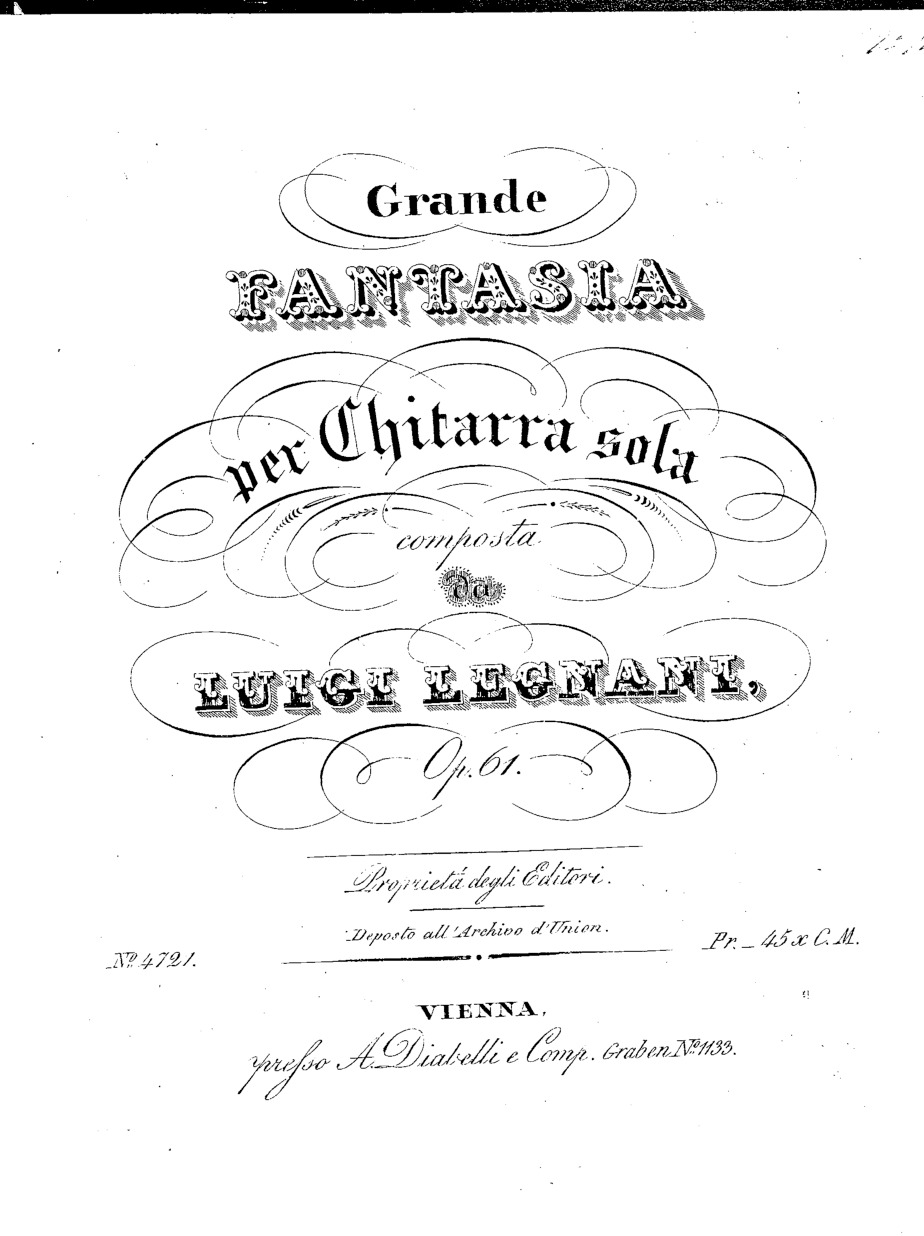 Grande
FANTASIA
per Chitarra sola
composta
da
LUIGI LEGNANI,
Op. 61.
Proprietá degli Editori.
Deposto all' Archivo d'Union.
No. 4721.
Pr. _ 45 x C. M.
VIENNA,
presso A. Diabelli e Comp. Graben No. 1133.